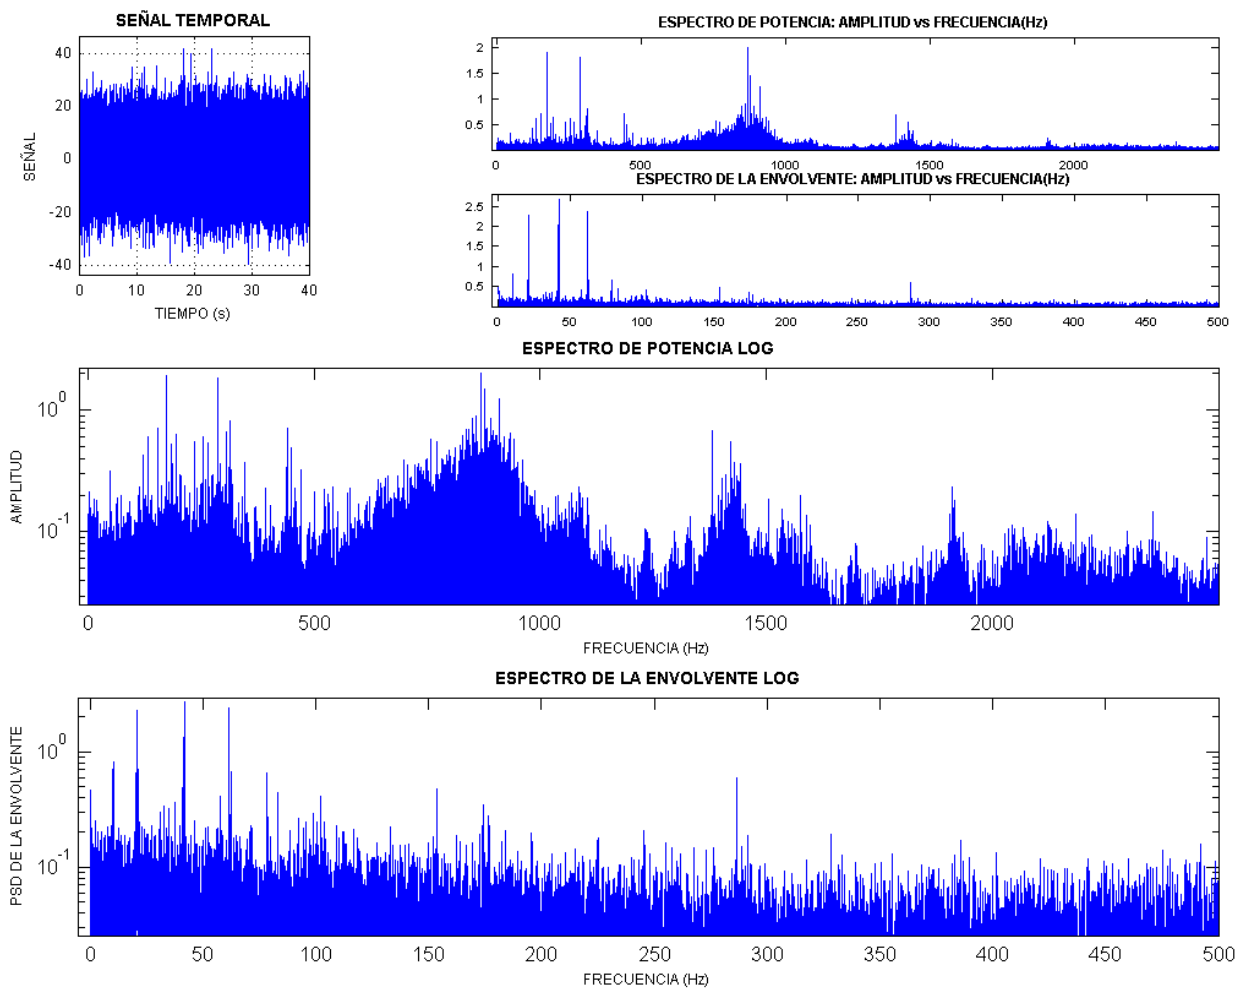 SEÑAL TEMPORAL
40
20
0
-20
-40
SEÑAL
0 10 20 30 40
TIEMPO (s)
ESPECTRO DE POTENCIA: AMPLITUD vs FRECUENCIA(Hz)
2
1.5
1
0.5
0 500 1000 1500 2000
ESPECTRO DE LA ENVOLVENTE: AMPLITUD vs FRECUENCIA(Hz)
2.5
2
1.5
1
0.5
0 50 100 150 200 250 300 350 400 450 500
ESPECTRO DE POTENCIA LOG
10^0
10^-1
AMPLITUD
0 500 1000 1500 2000
FRECUENCIA (Hz)
ESPECTRO DE LA ENVOLVENTE LOG
10^0
10^-1
PSD DE LA ENVOLVENTE
0 50 100 150 200 250 300 350 400 450 500
FRECUENCIA (Hz)